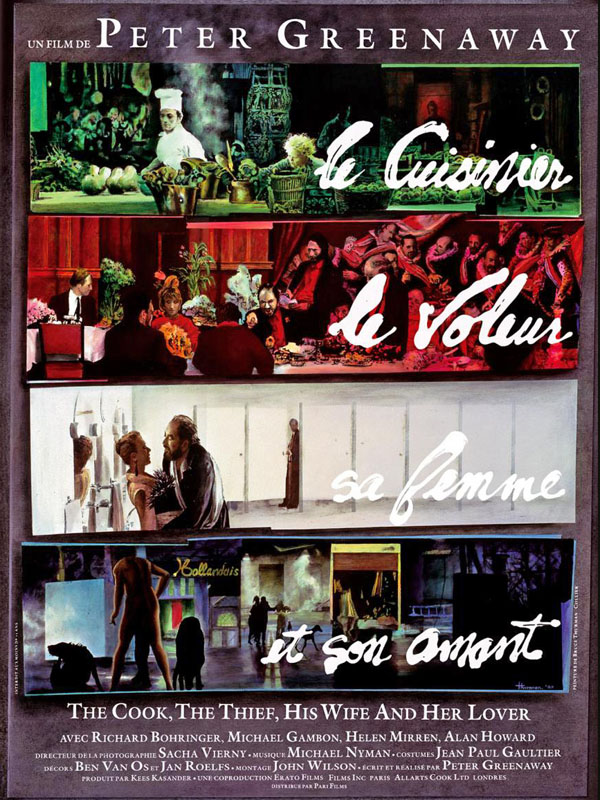 UN FILM DE PETER GREENAWAY
le Cuisinier
le Voleur
sa femme
Hollandais
et son amant
THE COOK, THE THIEF, HIS WIFE AND HER LOVER
AVEC RICHARD BOHRINGER, MICHAEL GAMBON, HELEN MIRREN, ALAN HOWARD
DIRECTEUR DE LA PHOTOGRAPHIE SACHA VIERNY • MUSIQUE MICHAEL NYMAN • COSTUMES JEAN PAUL GAULTIER
DÉCORS BEN VAN OS ET JAN ROELFS • MONTAGE JOHN WILSON • ÉCRIT ET RÉALISÉ PAR PETER GREENAWAY
PRODUIT PAR KEES KASANDER • UNE COPRODUCTION ERATO FILMS FILMS INC PARIS ALLARTS COOK LTD LONDRES
DISTRIBUÉ PAR PARI FILMS